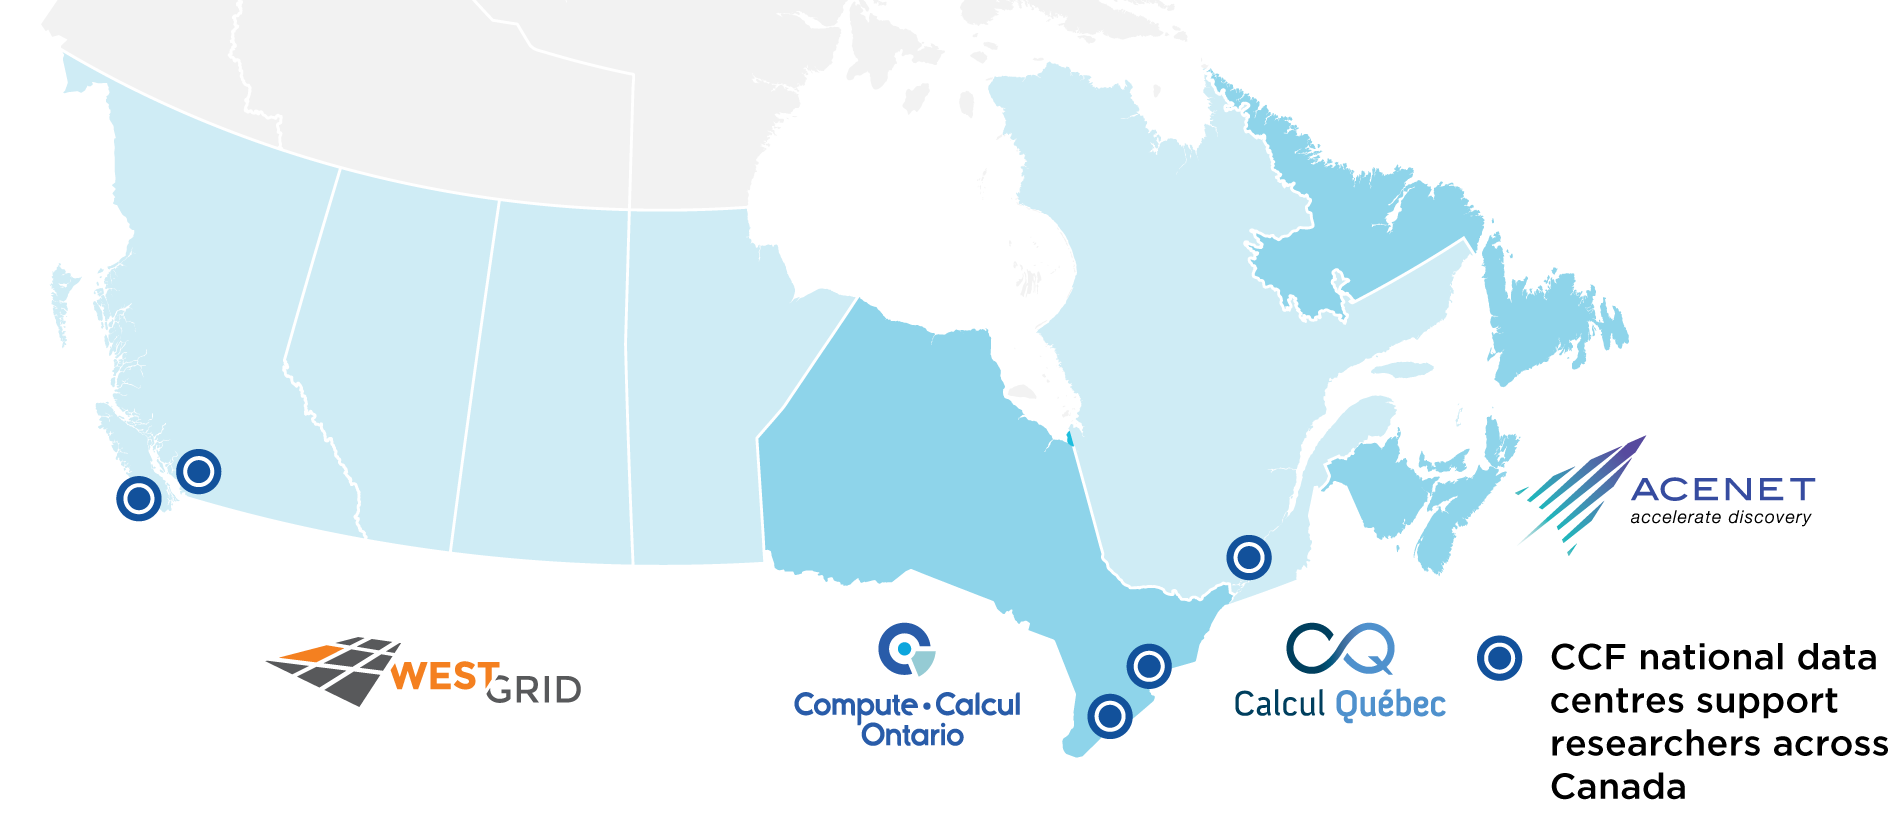 ACENET
accelerate discovery
WESTGRID
Compute • Calcul
Ontario
Calcul Québec
CCF national data
centres support
researchers across
Canada